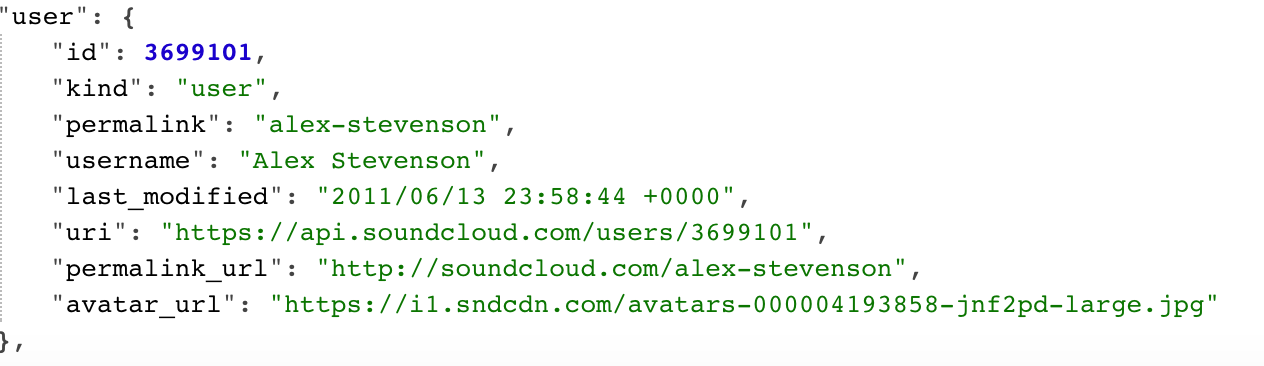 "user": {
"id": 3699101,
"kind": "user",
"permalink": "alex-stevenson",
"username": "Alex Stevenson",
"last_modified": "2011/06/13 23:58:44 +0000",
"uri": "https://api.soundcloud.com/users/3699101",
"permalink_url": "http://soundcloud.com/alex-stevenson",
"avatar_url": "https://i1.sndcdn.com/avatars-000004193858-jnf2pd-large.jpg"
},